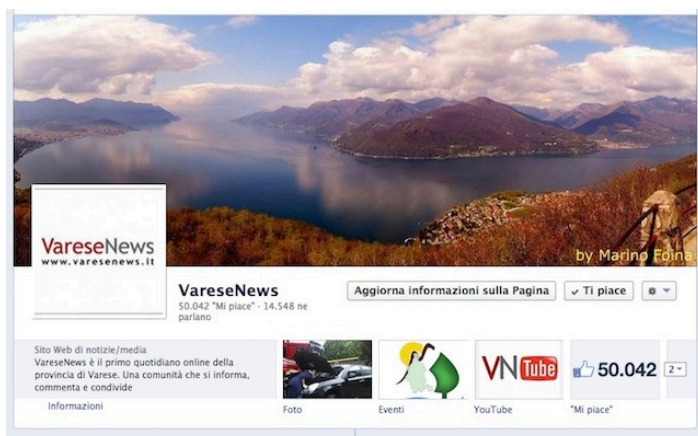 by Marino Foina
VareseNews
www.varesenews.it
VareseNews
50.042 "Mi piace" · 14.548 ne
parlano
Aggiorna informazioni sulla Pagina
✓ Ti piace
Sito Web di notizie/media
VareseNews è il primo quotidiano online della
provincia di Varese. Una comunità che si informa,
commenta e condivide
Informazioni
Foto
Eventi
VN Tube
YouTube
50.042
"Mi piace"
2